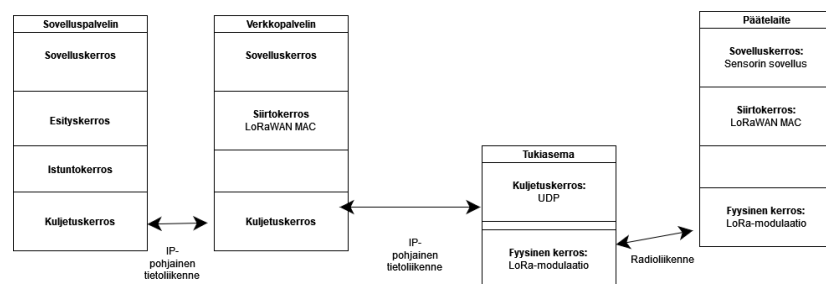 Sovelluspalvelin
Sovelluskerros
Esityskerros
Istuntokerros
Kuljetuskerros
IP-
pohjainen
tietoliikenne
Verkkopalvelin
Sovelluskerros
Siirtokerros
LoRaWAN MAC
Kuljetuskerros
IP-
pohjainen
tietoliikenne
Tukiasema
Kuljetuskerros:
UDP
Fyysinen kerros:
LoRa-modulaatio
Radioliikenne
Päätelaite
Sovelluskerros:
Sensorin sovellus
Siirtokerros:
LoRaWAN MAC
Fyysinen kerros:
LoRa-modulaatio